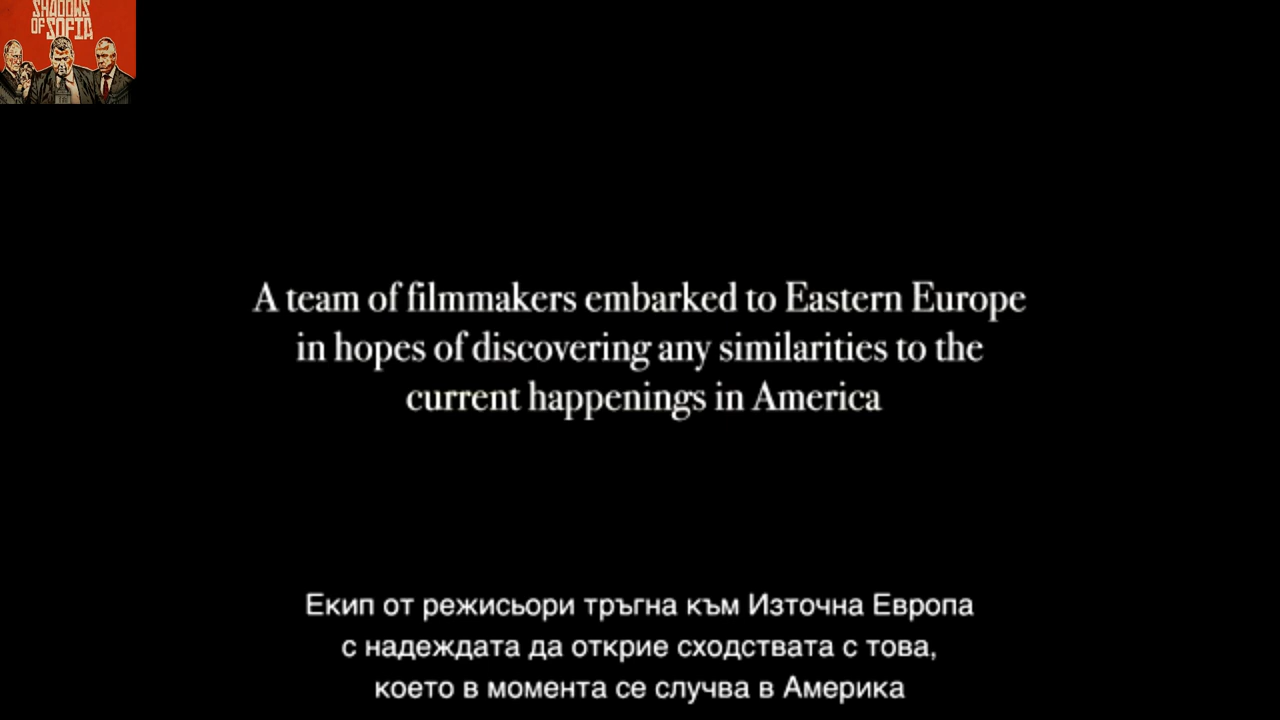 SHADOWS
OF SOFIA
A team of filmmakers embarked to Eastern Europe
in hopes of discovering any similarities to the
current happenings in America
Екип от режисьори тръгна към Източна Европа
с надеждата да открие сходствата с това,
което в момента се случва в Америка